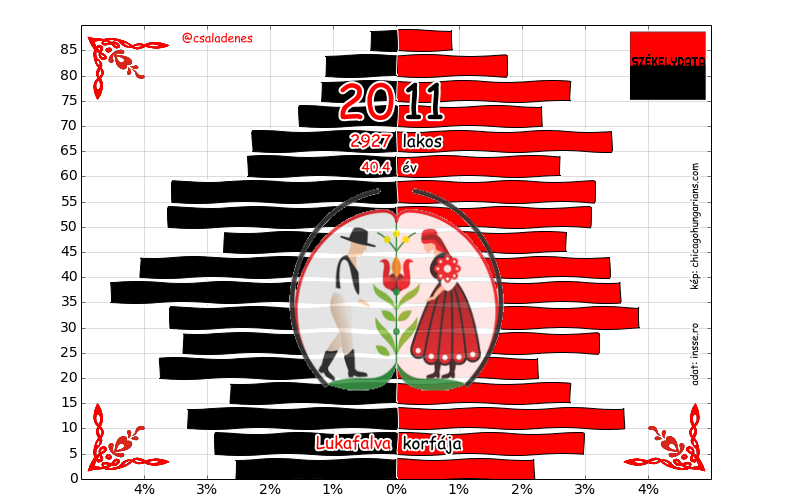 @csaladenes
SZÉKELYDATA
2011
2927 lakos
40.4 év
kép: chicagohungarians.com
adat: insse.ro
Lukafalva korfája
85
80
75
70
65
60
55
50
45
40
35
30
25
20
15
10
5
0
4% 3% 2% 1% 0% 1% 2% 3% 4%